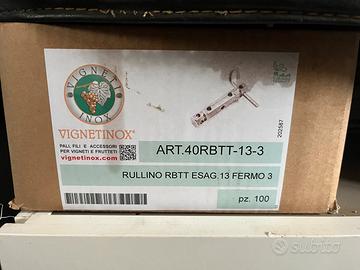 VIGNETI
INOX
VIGNETINOX®
PALI, FILI E ACCESSORI
PER VIGNETI E FRUTTETI
vignetinox.com
202587
ART.40RBTT-13-3
RULLINO RBTT ESAG.13 FERMO 3
pz. 100
subito